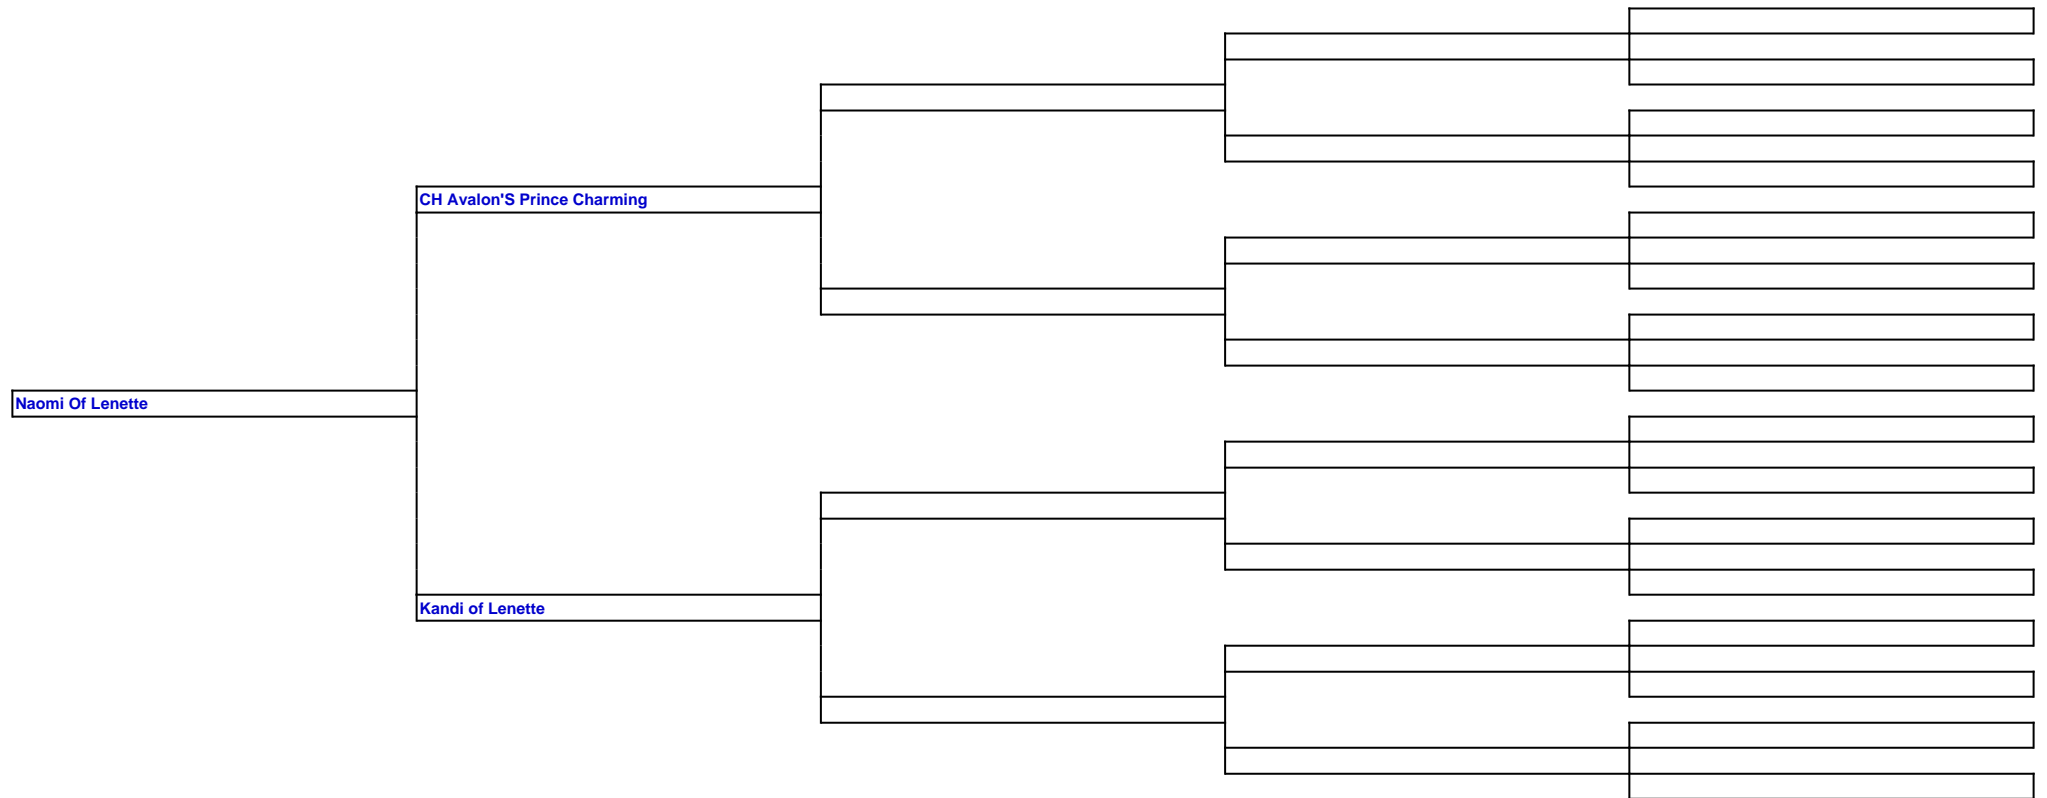 CH Avalon'S Prince Charming
Naomi Of Lenette
Kandi of Lenette